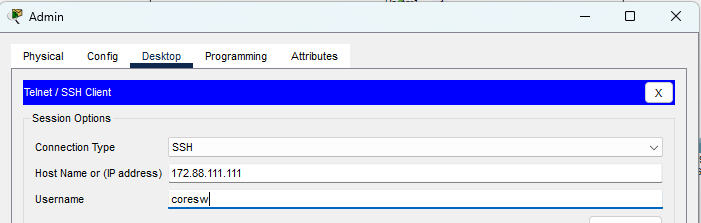 Admin
Physical Config Desktop Programming Attributes
Telnet / SSH Client X
Session Options
Connection Type SSH
Host Name or (IP address) 172.88.111.111
Username coresw